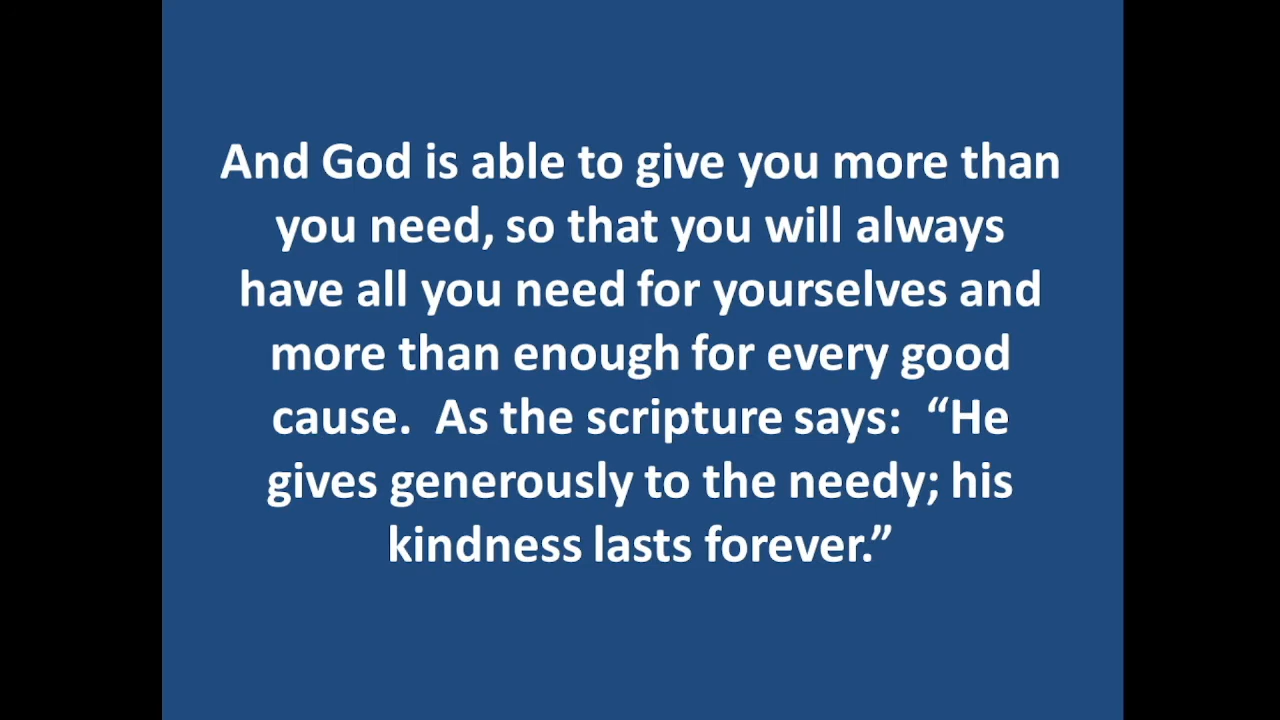 And God is able to give you more than
you need, so that you will always
have all you need for yourselves and
more than enough for every good
cause.  As the scripture says:  “He
gives generously to the needy; his
kindness lasts forever.”